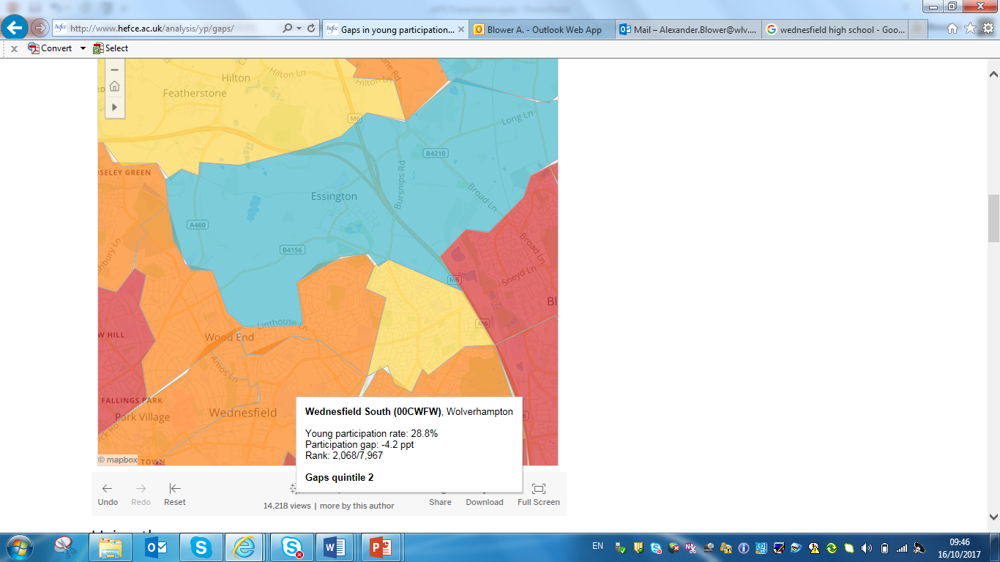 http://www.hefce.ac.uk/analysis/yp/gaps/
Gaps in young participation...
Blower A. - Outlook Web App
Mail – Alexander.Blower@wlv....
wednesfield high school - Goo...
x Convert Select
Hilton
Hilton Ln
Hilton Ln
Featherstone
M6
Long Ln
B4210
OSELEY GREEN
Bursnips Rd
Essington
Broad Ln
A460
B4156
Broad Ln
Sneyd Ln
M6
Bl
M6
Linthouse Ln
W HILL
Wood End
Amos Ln
FALLINGS PARK
Park Village
Wednesfield
© mapbox
TOWN
Wednesfield South (00CWFW), Wolverhampton
Young participation rate: 28.8%
Participation gap: -4.2 ppt
Rank: 2,068/7,967
Gaps quintile 2
Undo
Redo
Reset
14,218 views | more by this author
Share
Download
Full Screen
EN
09:46
16/10/2017